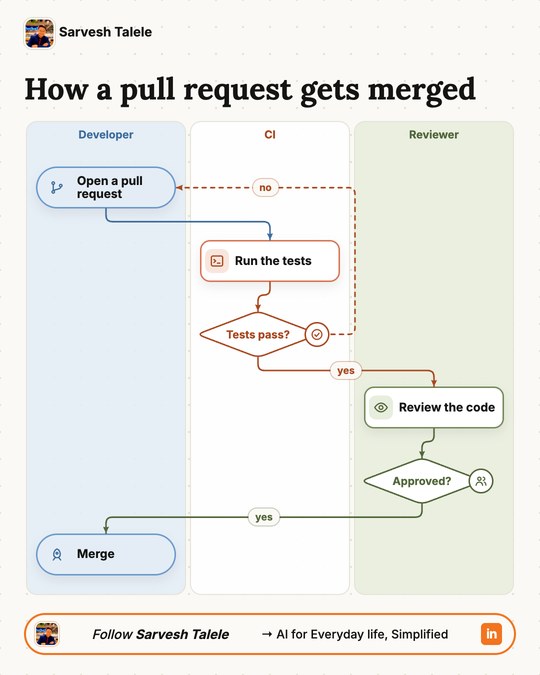 Sarvesh Talele
How a pull request gets merged
Developer
CI
Reviewer
Open a pull
request
no
Run the tests
Tests pass?
yes
Review the code
Approved?
yes
Merge
Follow Sarvesh Talele
→ AI for Everyday life, Simplified
in